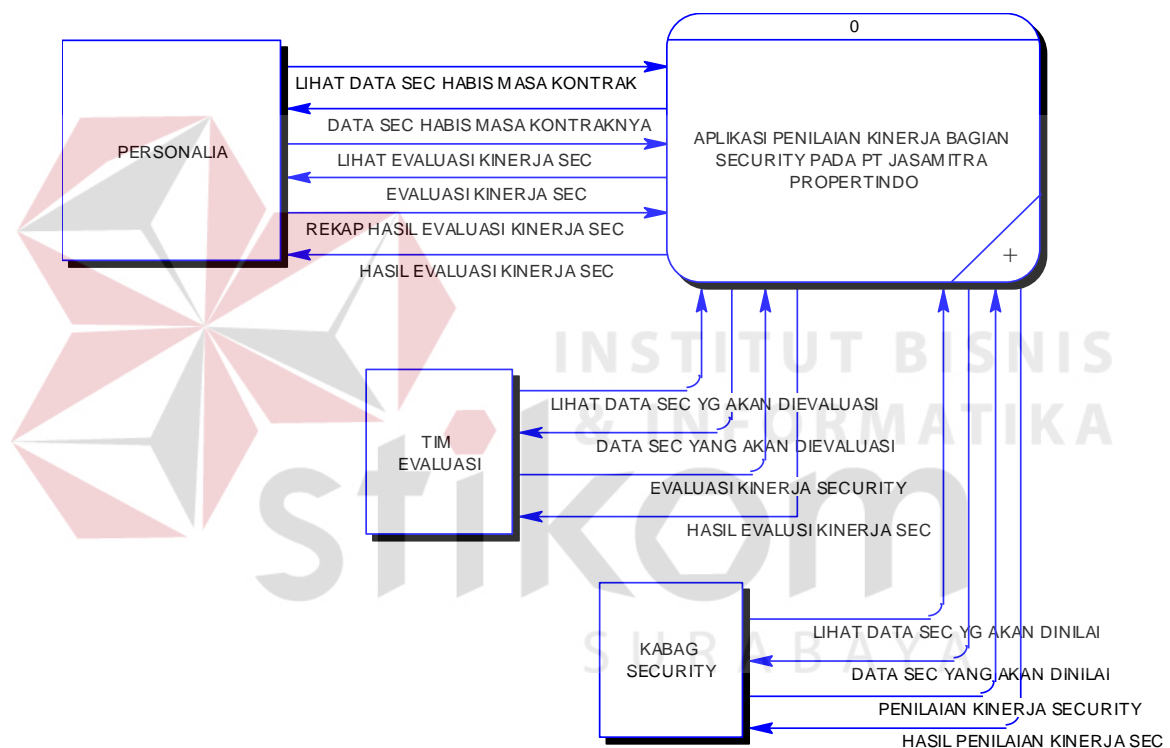 0
LIHAT DATA SEC HABIS MASA KONTRAK
DATA SEC HABIS MASA KONTRAKNYA
PERSONALIA
LIHAT EVALUASI KINERJA SEC
EVALUASI KINERJA SEC
REKAP HASIL EVALUASI KINERJA SEC
HASIL EVALUASI KINERJA SEC
APLIKASI PENILAIAN KINERJA BAGIAN
SECURITY PADA PT JASAMITRA
PROPERTINDO
+
INSTITUT BISNIS
& INFORMATIKA
stikom
SURABAYA
TIM
EVALUASI
LIHAT DATA SEC YG AKAN DIEVALUASI
DATA SEC YANG AKAN DIEVALUASI
EVALUASI KINERJA SECURITY
HASIL EVALUSI KINERJA SEC
KABAG
SECURITY
LIHAT DATA SEC YG AKAN DINILAI
DATA SEC YANG AKAN DINILAI
PENILAIAN KINERJA SECURITY
HASIL PENILAIAN KINERJA SEC